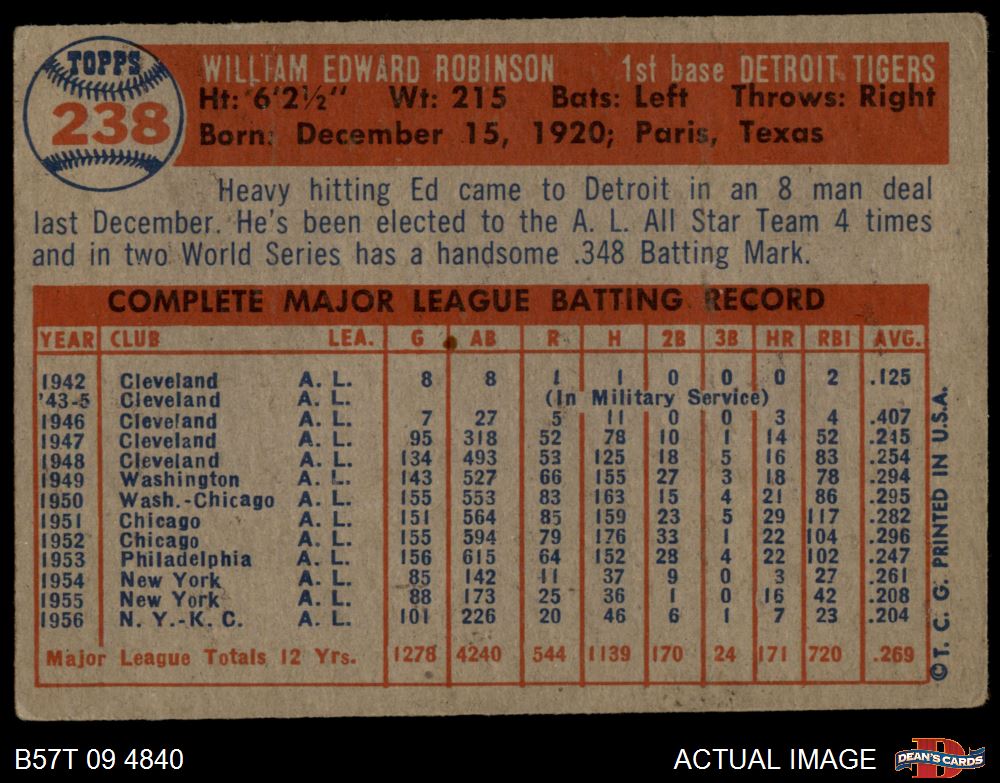 TOPPS
238
WILLIAM EDWARD ROBINSON 1st base DETROIT TIGERS
Ht: 6'2½" Wt: 215 Bats: Left Throws: Right
Born: December 15, 1920; Paris, Texas
Heavy hitting Ed came to Detroit in an 8 man deal
last December. He's been elected to the A. L. All Star Team 4 times
and in two World Series has a handsome .348 Batting Mark.
COMPLETE MAJOR LEAGUE BATTING RECORD
YEAR CLUB LEA. G AB R H 2B 3B HR RBI AVG.
1942 Cleveland A. L. 8 8 1 1 0 0 0 2 .125
'43-5 Cleveland A. L. (In Military Service)
1946 Cleveland A. L. 7 27 5 11 0 0 3 4 .407
1947 Cleveland A. L. 95 318 52 78 10 1 14 52 .245
1948 Cleveland A. L. 134 493 53 125 18 5 16 83 .254
1949 Washington A. L. 143 527 66 155 27 3 18 78 .294
1950 Wash.-Chicago A. L. 155 553 83 163 15 4 21 86 .295
1951 Chicago A. L. 151 564 85 159 23 5 29 117 .282
1952 Chicago A. L. 155 594 79 176 33 1 22 104 .296
1953 Philadelphia A. L. 156 615 64 152 28 4 22 102 .247
1954 New York A. L. 85 142 11 37 9 0 3 27 .261
1955 New York A. L. 88 173 25 36 1 0 16 42 .208
1956 N. Y.-K. C. A. L. 101 226 20 46 6 1 7 23 .204
Major League Totals 12 Yrs. 1278 4240 544 1139 170 24 171 720 .269
© T. C. G. PRINTED IN U.S.A.
B57T 09 4840
ACTUAL IMAGE
D
DEAN'S CARDS